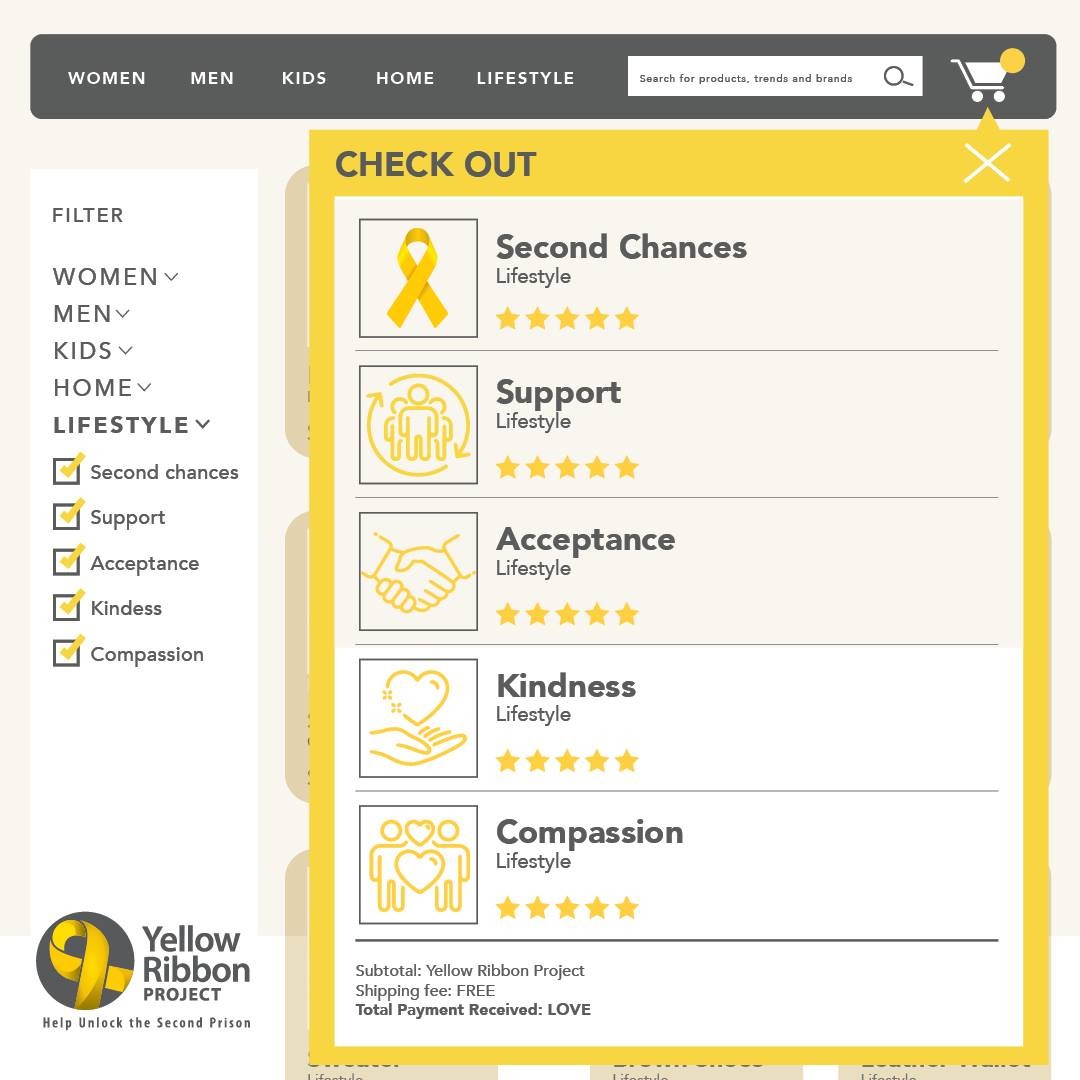 WOMEN MEN KIDS HOME LIFESTYLE Search for products, trends and brands
CHECK OUT
FILTER
WOMEN
MEN
KIDS
HOME
LIFESTYLE
Second chances
Support
Acceptance
Kindess
Compassion
Second Chances
Lifestyle
Support
Lifestyle
Acceptance
Lifestyle
Kindness
Lifestyle
Compassion
Lifestyle
Subtotal: Yellow Ribbon Project
Shipping fee: FREE
Total Payment Received: LOVE
Yellow
Ribbon
PROJECT
Help Unlock the Second Prison
Lifestyle Lifestyle Lifestyle